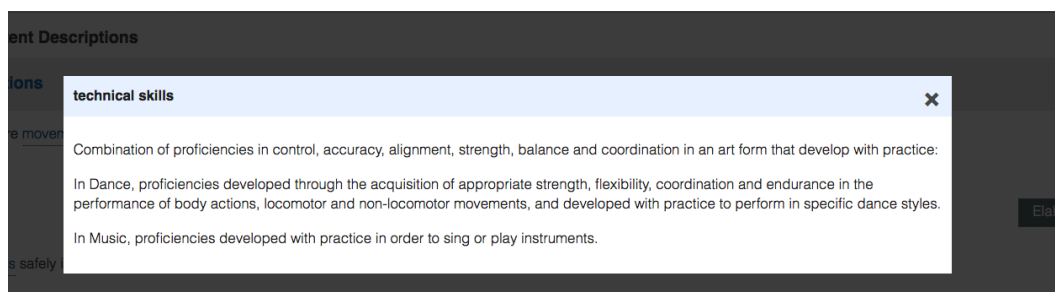 ent Descriptions
ions
technical skills
re movem
Combination of proficiencies in control, accuracy, alignment, strength, balance and coordination in an art form that develop with practice:
In Dance, proficiencies developed through the acquisition of appropriate strength, flexibility, coordination and endurance in the
performance of body actions, locomotor and non-locomotor movements, and developed with practice to perform in specific dance styles.
Ela
In Music, proficiencies developed with practice in order to sing or play instruments.
s safely i